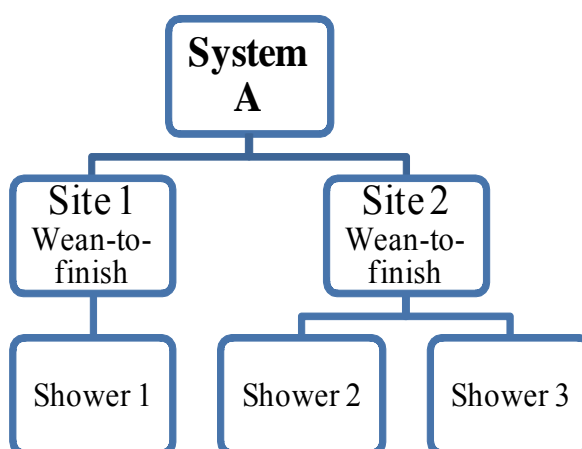 System
A
Site 1
Wean-to-
finish
Site 2
Wean-to-
finish
Shower 1
Shower 2
Shower 3